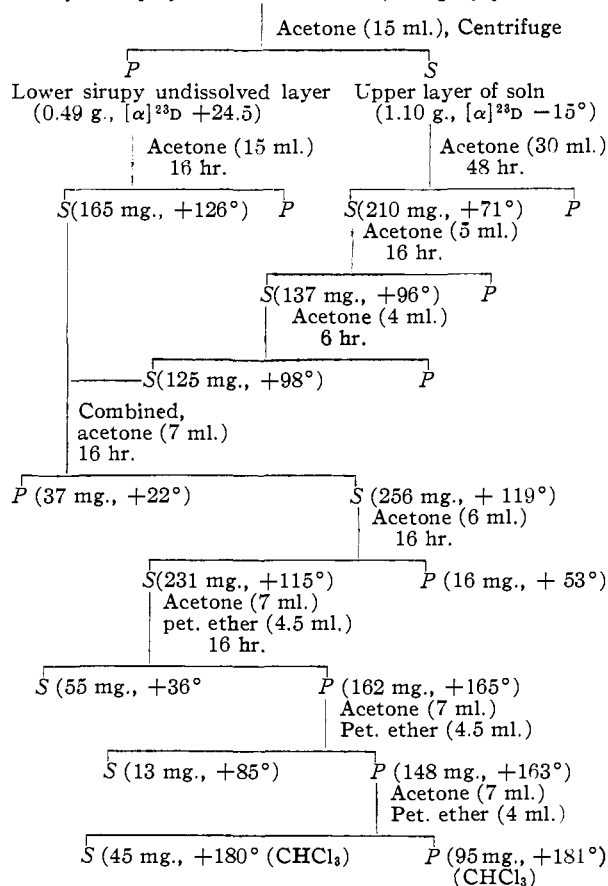 Acetone (15 ml.), Centrifuge
P S
Lower sirupy undissolved layer Upper layer of soln
(0.49 g., [α]²³D +24.5) (1.10 g., [α]²³D −15°)
Acetone (15 ml.) Acetone (30 ml.)
16 hr. 48 hr.
S(165 mg., +126°) P S(210 mg., +71°) P
Acetone (5 ml.)
16 hr.
S(137 mg., +96°) P
Acetone (4 ml.)
6 hr.
S(125 mg., +98°) P
Combined,
acetone (7 ml.)
16 hr.
P (37 mg., +22°) S (256 mg., + 119°)
Acetone (6 ml.)
16 hr.
S(231 mg., +115°) P (16 mg., + 53°)
Acetone (7 ml.)
pet. ether (4.5 ml.)
16 hr.
S (55 mg., +36° P (162 mg., +165°)
Acetone (7 ml.)
Pet. ether (4.5 ml.)
S (13 mg., +85°) P (148 mg., +163°)
Acetone (7 ml.)
Pet. ether (4 ml.)
S (45 mg., +180° (CHCl₃) P (95 mg., +181°)
(CHCl₃)